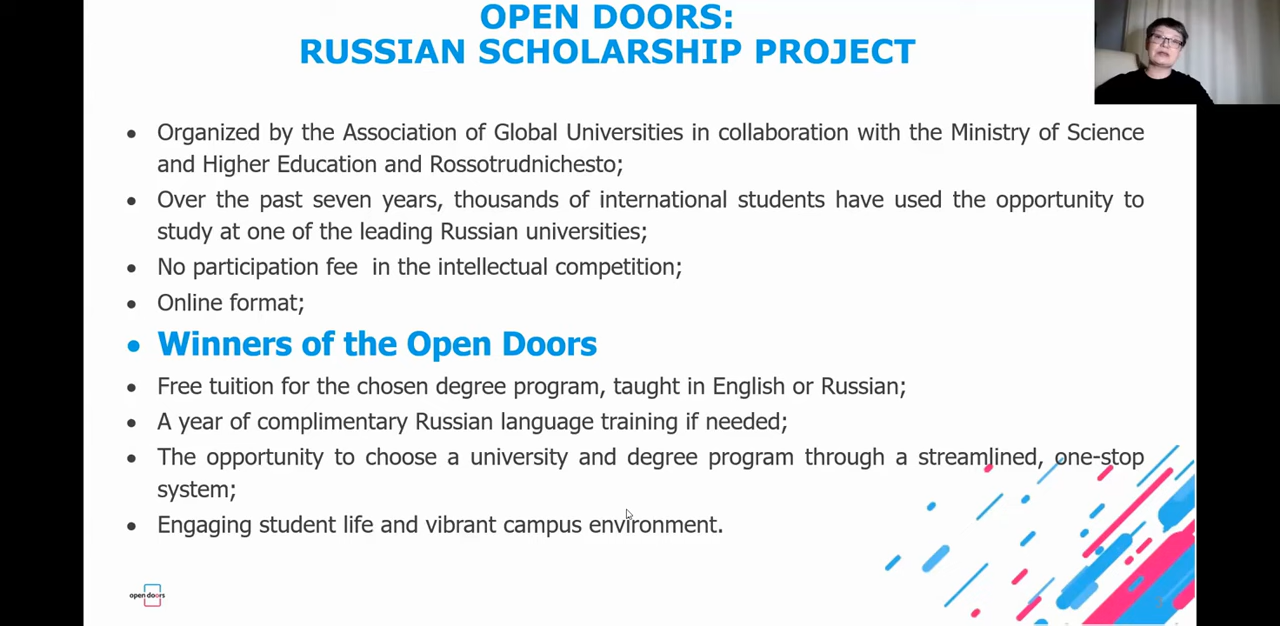 OPEN DOORS:
RUSSIAN SCHOLARSHIP PROJECT
• Organized by the Association of Global Universities in collaboration with the Ministry of Science
and Higher Education and Rossotrudnichesto;
• Over the past seven years, thousands of international students have used the opportunity to
study at one of the leading Russian universities;
• No participation fee in the intellectual competition;
• Online format;
• Winners of the Open Doors
• Free tuition for the chosen degree program, taught in English or Russian;
• A year of complimentary Russian language training if needed;
• The opportunity to choose a university and degree program through a streamlined, one-stop
system;
• Engaging student life and vibrant campus environment.
open doors